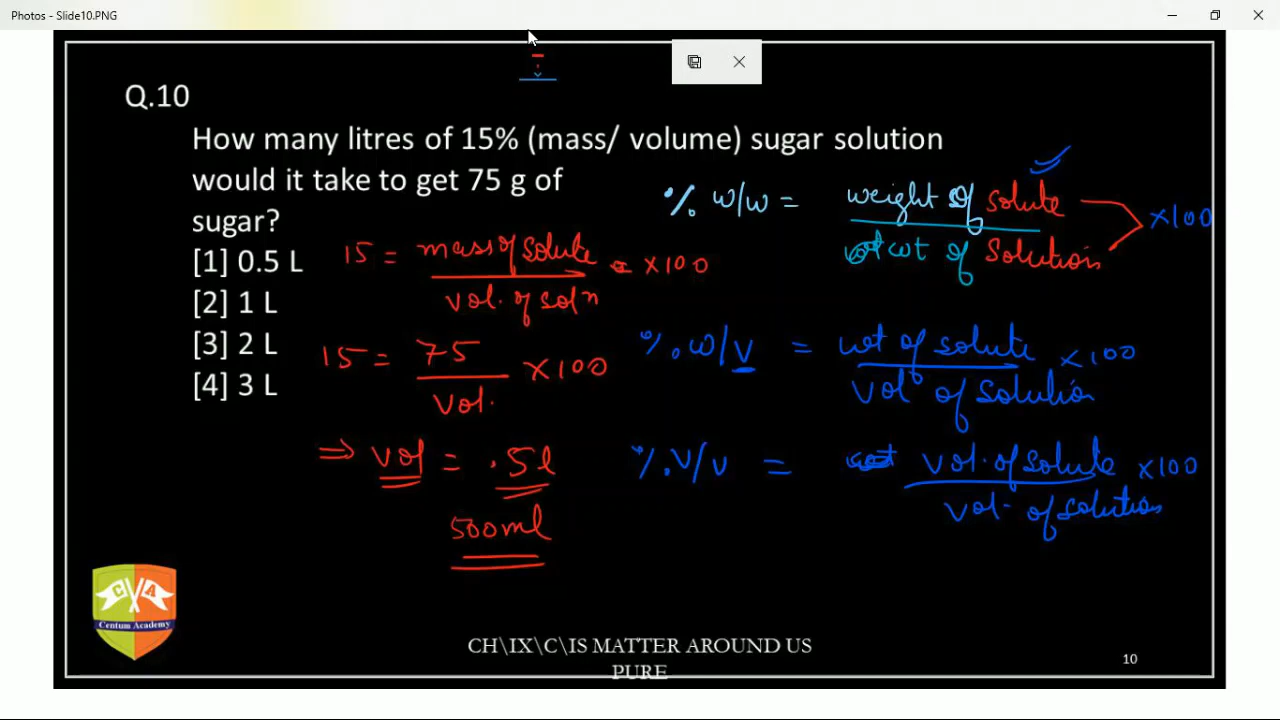 Photos - Slide10.PNG
Q.10
How many litres of 15% (mass/ volume) sugar solution
would it take to get 75 g of
sugar?
[1] 0.5 L
[2] 1 L
[3] 2 L
[4] 3 L
15 = mass of solute / vol. of solⁿ × 100
15 = 75 / vol. × 100
⇒ vol = .5l
500ml
% w/w = weight of solute / wt of Solution ×100
% w/v = wt of solute / vol of Solution ×100
% v/v = vol. of solute / vol. of solution ×100
Centum Academy
CH\IX\C\IS MATTER AROUND US
PURE
10